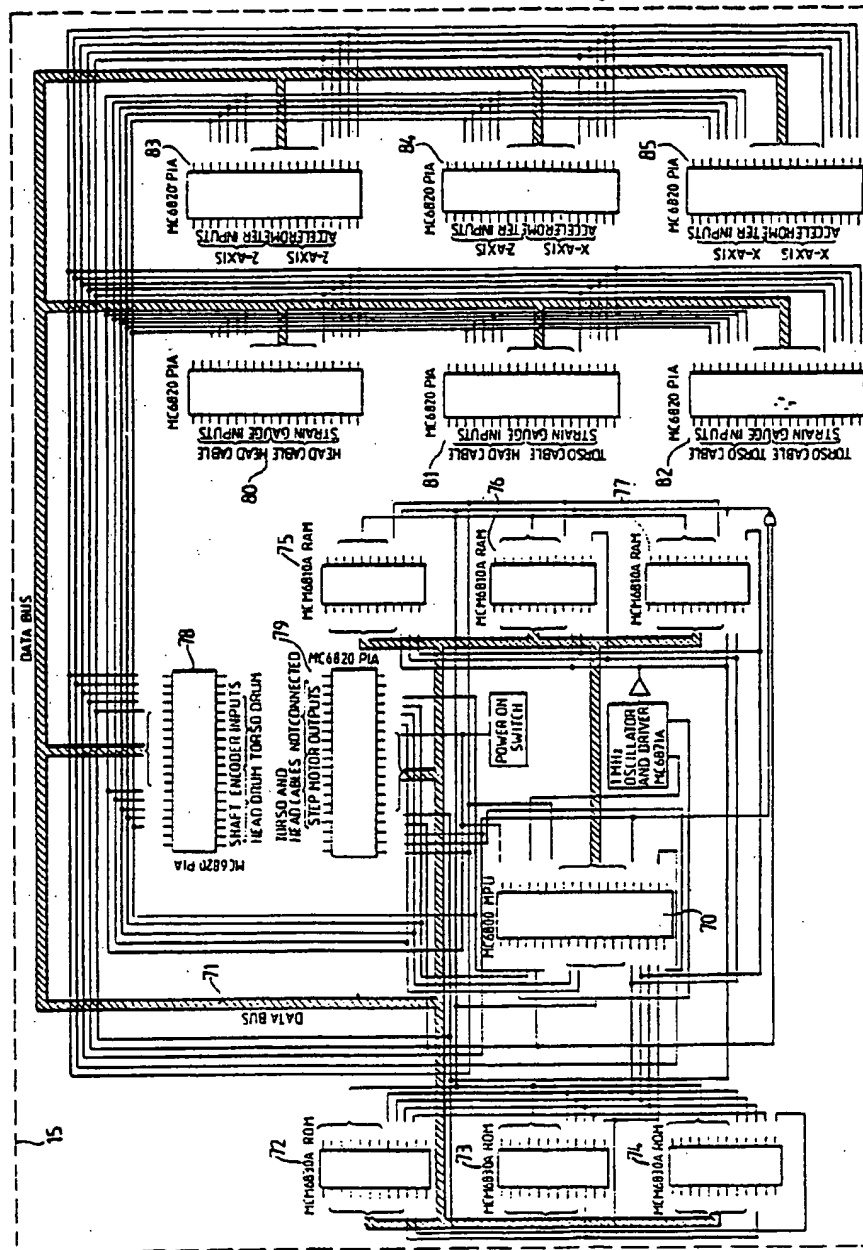 15
DATA BUS
MC6820 PIA
83
Z-AXIS Z-AXIS
ACCELEROMETER INPUTS
MC6820 PIA
84
Z-AXIS X-AXIS
ACCELEROMETER INPUTS
MC6820 PIA
85
X-AXIS X-AXIS
ACCELEROMETER INPUTS
MC6820 PIA
HEAD CABLE HEAD CABLE
STRAIN GAUGE INPUTS
80
MC6820 PIA
TORSO CABLE HEAD CABLE
STRAIN GAUGE INPUTS
81
MC6820 PIA
TORSO CABLE TORSO CABLE
STRAIN GAUGE INPUTS
82
78
MC6820 PIA
SHAFT ENCODER INPUTS
HEAD DRUM TORSO DRUM
79
MC6820 PIA
TORSO AND
HEAD CABLES NOT CONNECTED
STEP MOTOR OUTPUTS
75
MCM6810A RAM
76
MCM6810A RAM
77
MCM6810A RAM
POWER ON
SWITCH
1 MHz
OSCILLATOR
AND DRIVER
MC6871A
MC6800 MPU
70
71
DATA BUS
72
MCM6830A ROM
73
MCM6830A ROM
74
MCM6830A ROM